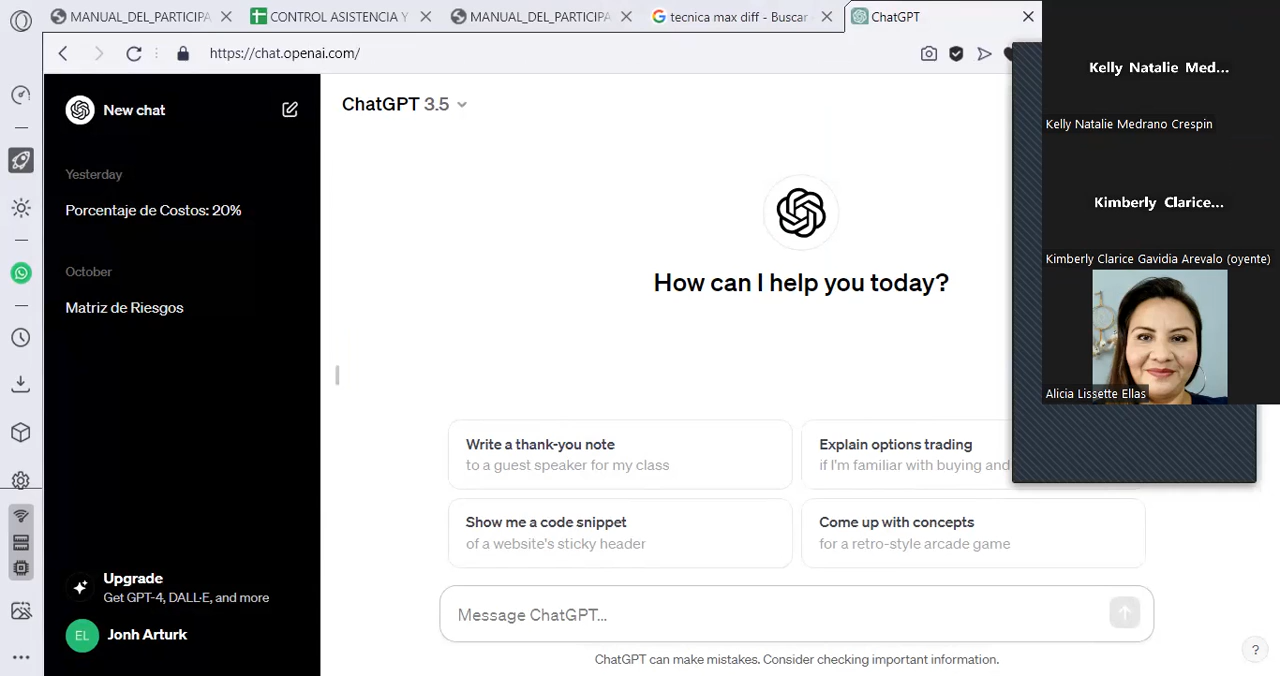 MANUAL_DEL_PARTICIPA
CONTROL ASISTENCIA Y
MANUAL_DEL_PARTICIPA
tecnica max diff - Buscar
ChatGPT
https://chat.openai.com/
New chat
Yesterday
Porcentaje de Costos: 20%
October
Matriz de Riesgos
Upgrade
Get GPT-4, DALL·E, and more
EL
Jonh Arturk
ChatGPT 3.5
How can I help you today?
Write a thank-you note
to a guest speaker for my class
Explain options trading
if I'm familiar with buying and
Show me a code snippet
of a website's sticky header
Come up with concepts
for a retro-style arcade game
Message ChatGPT...
ChatGPT can make mistakes. Consider checking important information.
?
Kelly Natalie Med...
Kelly Natalie Medrano Crespin
Kimberly Clarice...
Kimberly Clarice Gavidia Arevalo (oyente)
Alicia Lissette Ellas